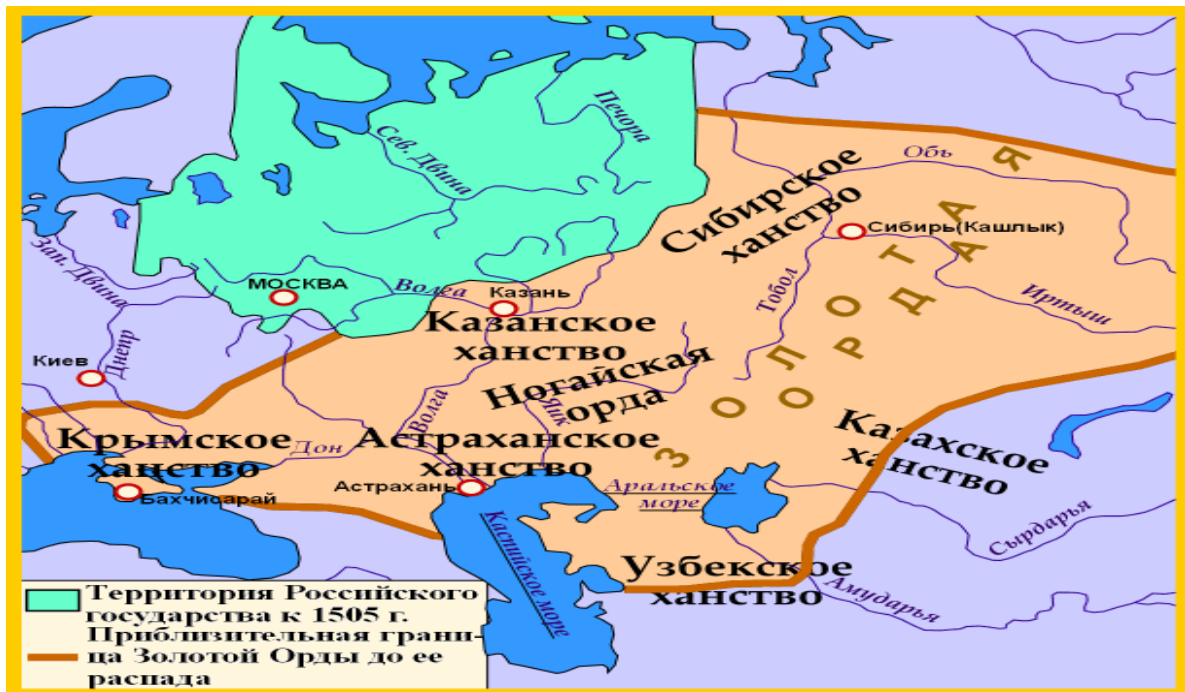 Печора
Сев. Двина
Обь
Сибирское
ханство
Сибирь(Кашлык)
Зап. Двина
МОСКВА
Волга
Казань
Тобол
Иртыш
Казанское
ханство
Киев
Днепр
Ногайская
орда
ЗОЛОТАЯ
ОРДА
Волга
Яик
Крымское
ханство
Дон
Астраханское
ханство
Казахское
ханство
Астрахань
Бахчисарай
Аральское
море
Каспийское море
Сырдарья
Узбекское
ханство
Амударья
Территория Российского
государства к 1505 г.
Приблизительная грани-
ца Золотой Орды до ее
распада